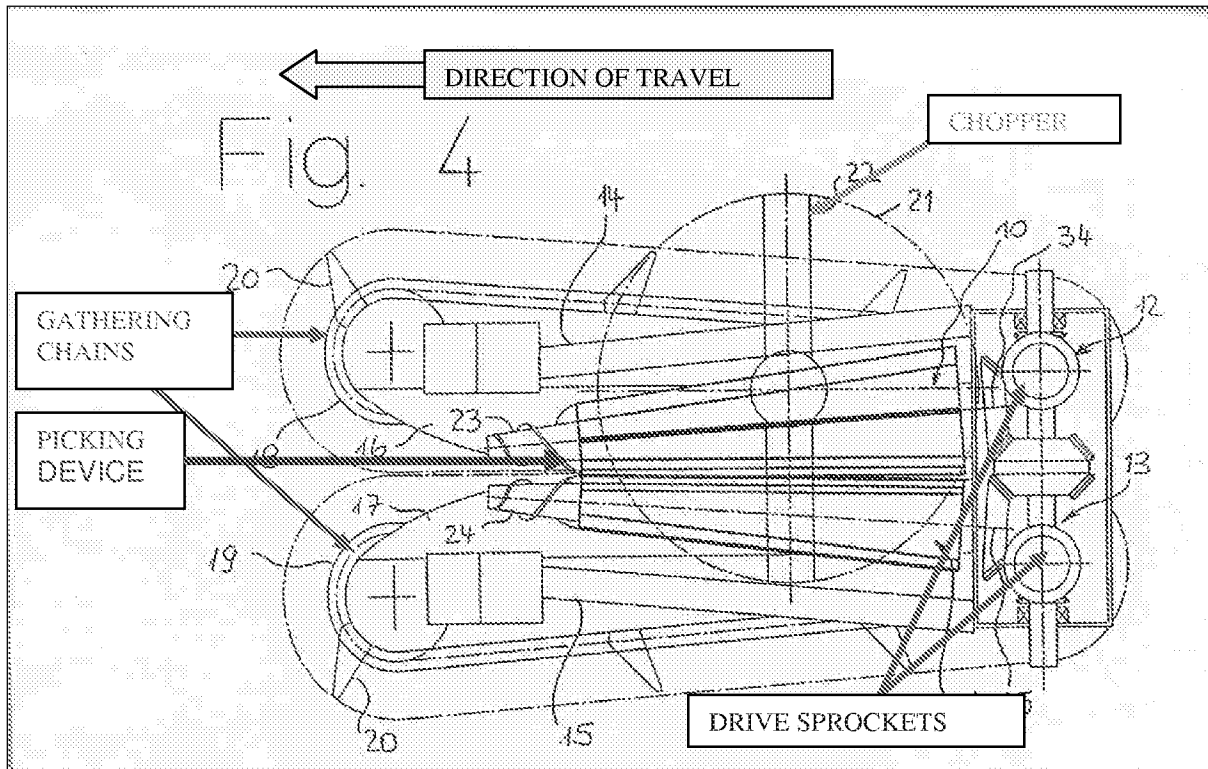 DIRECTION OF TRAVEL
CHOPPER
Fig. 4
22
14
21
10
34
20
12
GATHERING
CHAINS
23
16
PICKING
DEVICE
13
17
24
19
20
15
DRIVE SPROCKETS